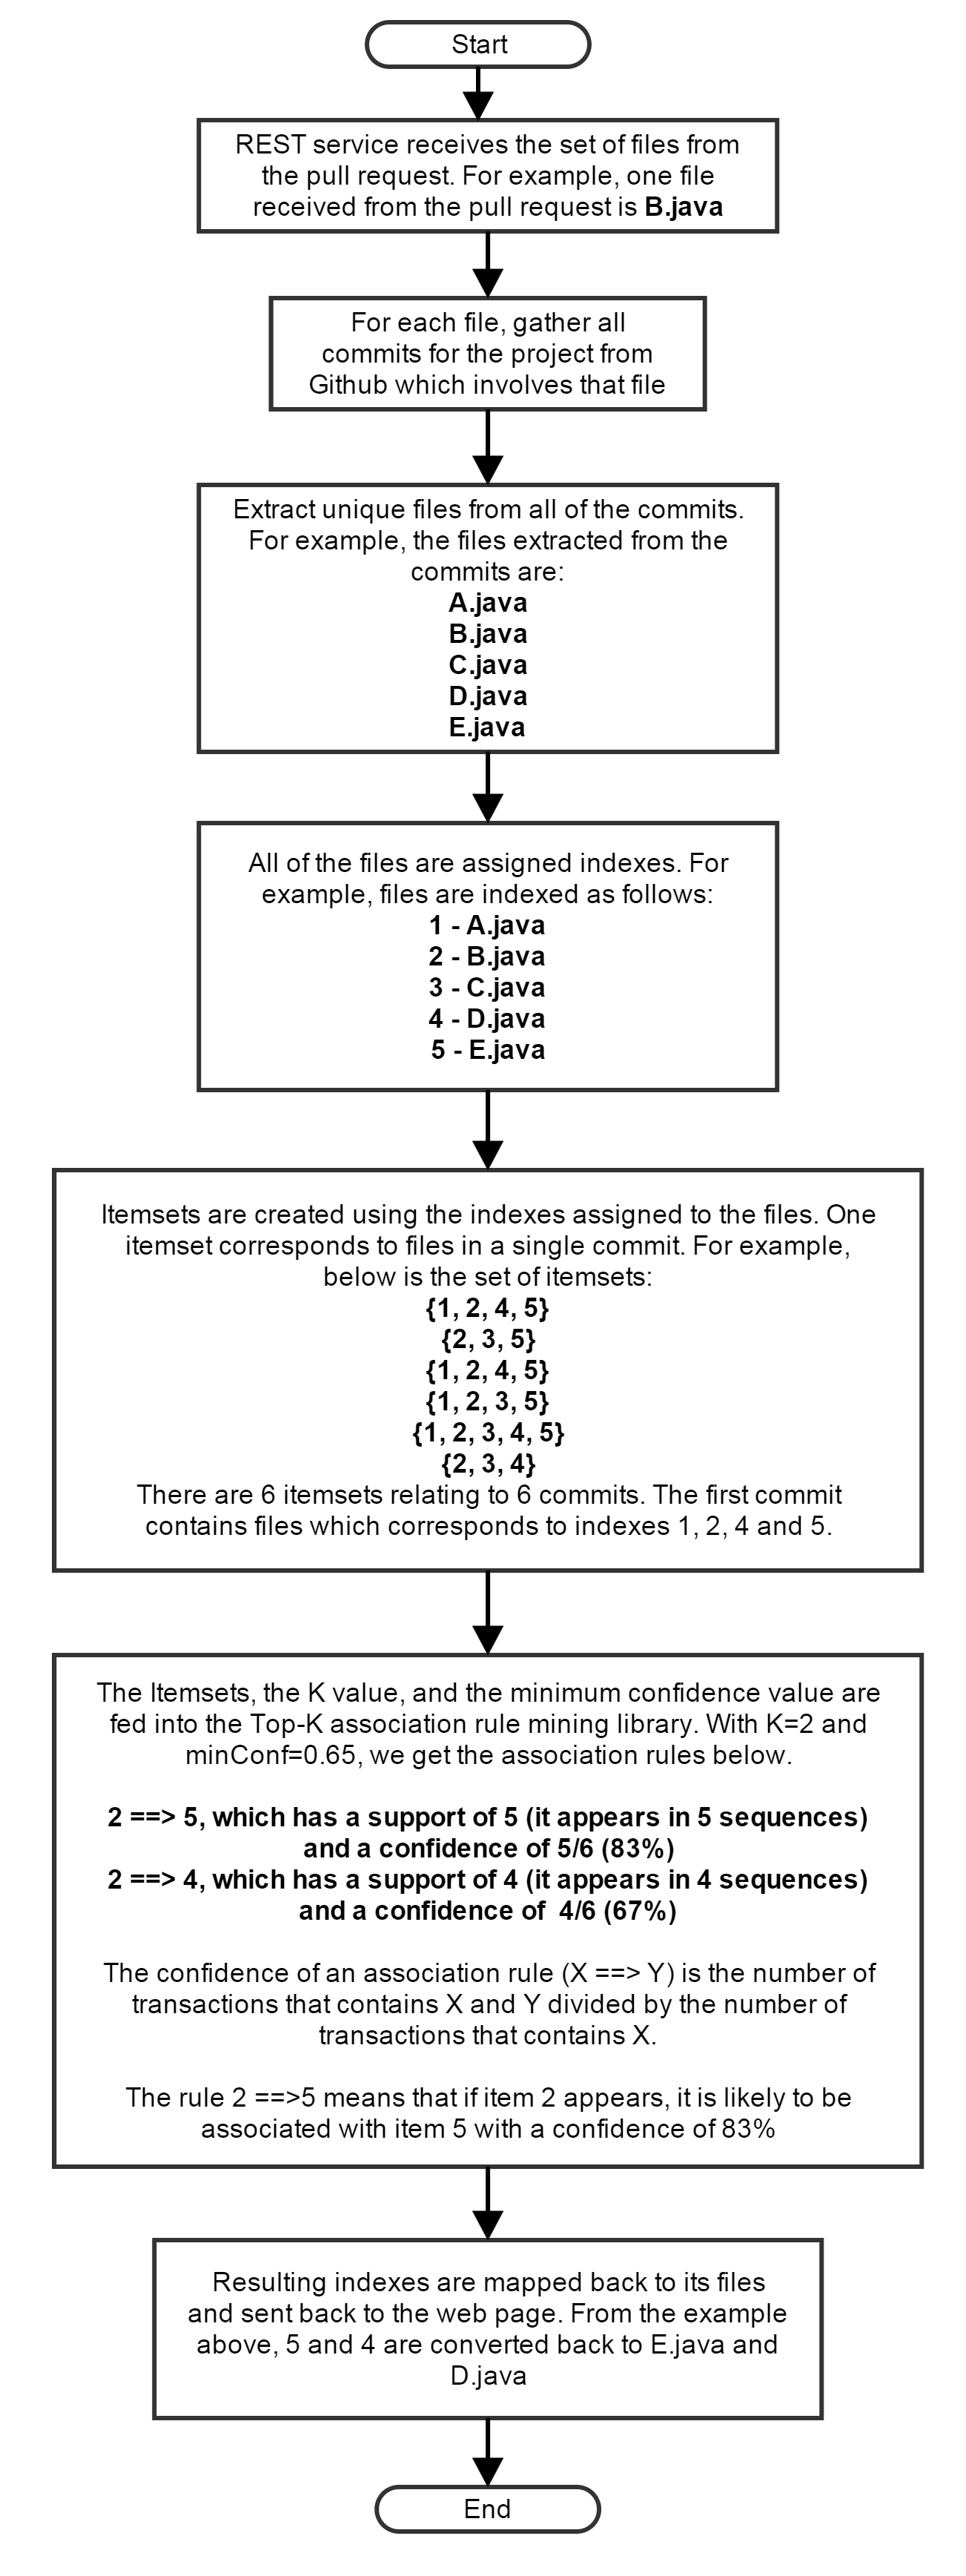 Start
REST service receives the set of files from
the pull request. For example, one file
received from the pull request is B.java
For each file, gather all
commits for the project from
Github which involves that file
Extract unique files from all of the commits.
For example, the files extracted from the
commits are:
A.java
B.java
C.java
D.java
E.java
All of the files are assigned indexes. For
example, files are indexed as follows:
1 - A.java
2 - B.java
3 - C.java
4 - D.java
5 - E.java
Itemsets are created using the indexes assigned to the files. One
itemset corresponds to files in a single commit. For example,
below is the set of itemsets:
{1, 2, 4, 5}
{2, 3, 5}
{1, 2, 4, 5}
{1, 2, 3, 5}
{1, 2, 3, 4, 5}
{2, 3, 4}
There are 6 itemsets relating to 6 commits. The first commit
contains files which corresponds to indexes 1, 2, 4 and 5.
The Itemsets, the K value, and the minimum confidence value are
fed into the Top-K association rule mining library. With K=2 and
minConf=0.65, we get the association rules below.
2 ==> 5, which has a support of 5 (it appears in 5 sequences)
and a confidence of 5/6 (83%)
2 ==> 4, which has a support of 4 (it appears in 4 sequences)
and a confidence of  4/6 (67%)
The confidence of an association rule (X ==> Y) is the number of
transactions that contains X and Y divided by the number of
transactions that contains X.
The rule 2 ==>5 means that if item 2 appears, it is likely to be
associated with item 5 with a confidence of 83%
Resulting indexes are mapped back to its files
and sent back to the web page. From the example
above, 5 and 4 are converted back to E.java and
D.java
End